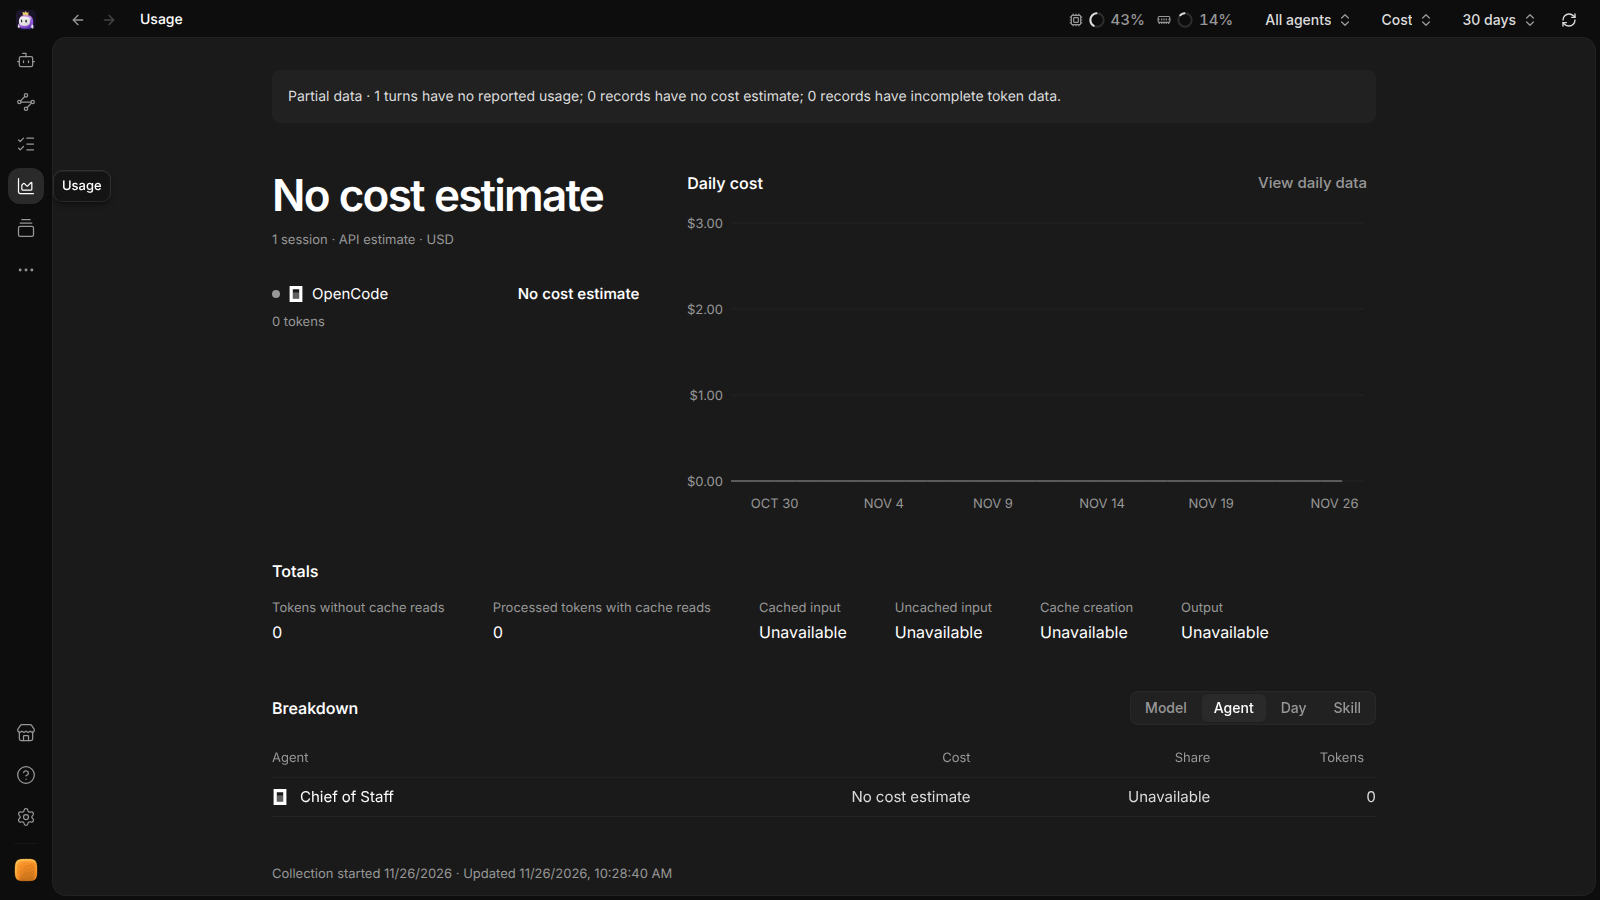 Usage
43%
14%
All agents
Cost
30 days
Partial data · 1 turns have no reported usage; 0 records have no cost estimate; 0 records have incomplete token data.
Usage
No cost estimate
1 session · API estimate · USD
OpenCode
No cost estimate
0 tokens
Daily cost
View daily data
$3.00
$2.00
$1.00
$0.00
OCT 30
NOV 4
NOV 9
NOV 14
NOV 19
NOV 26
Totals
Tokens without cache reads
0
Processed tokens with cache reads
0
Cached input
Unavailable
Uncached input
Unavailable
Cache creation
Unavailable
Output
Unavailable
Breakdown
Model
Agent
Day
Skill
Agent
Cost
Share
Tokens
Chief of Staff
No cost estimate
Unavailable
0
Collection started 11/26/2026 · Updated 11/26/2026, 10:28:40 AM